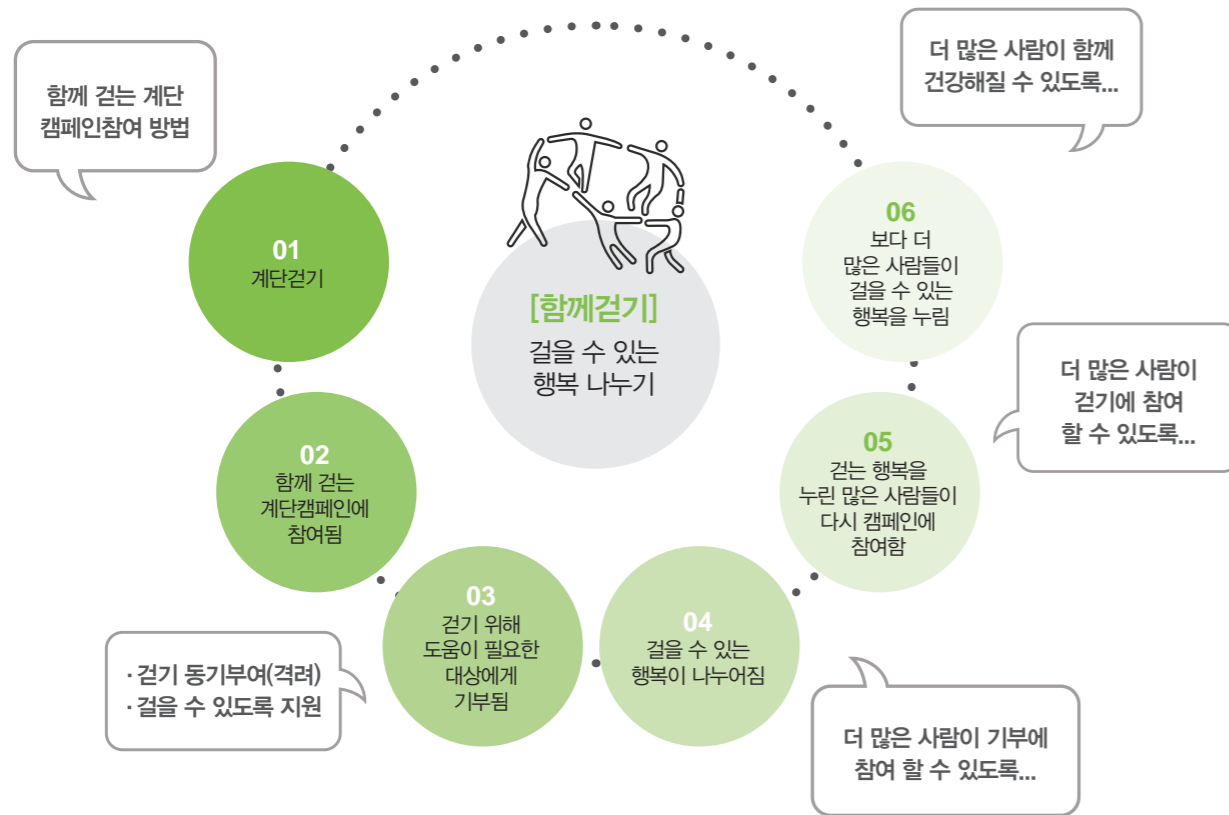 함께 걷는 계단
캠페인참여 방법
더 많은 사람이 함께
건강해질 수 있도록...
[함께걷기]
걸을 수 있는
행복 나누기
01
계단걷기
02
함께 걷는
계단캠페인에
참여됨
03
걷기 위해
도움이 필요한
대상에게
기부됨
· 걷기 동기부여(격려)
· 걸을 수 있도록 지원
04
걸을 수 있는
행복이 나누어짐
더 많은 사람이 기부에
참여 할 수 있도록...
05
걷는 행복을
누린 많은 사람들이
다시 캠페인에
참여함
더 많은 사람이
걷기에 참여
할 수 있도록...
06
보다 더
많은 사람들이
걸을 수 있는
행복을 누림